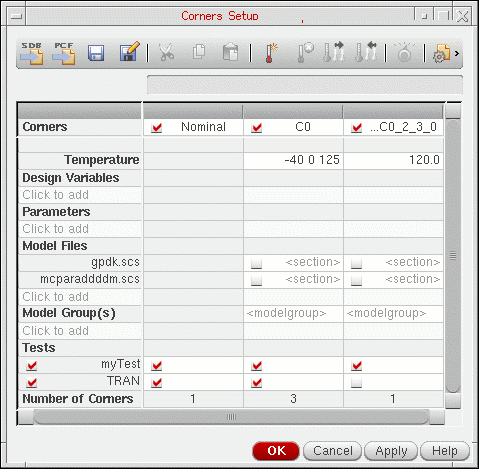 Corners Setup
SDB PCF
Corners Nominal C0 ...C0_2_3_0
Temperature -40 0 125 120.0
Design Variables
Click to add
Parameters
Click to add
Model Files
gpdk.scs <section> <section>
mcparaddddm.scs <section> <section>
Click to add
Model Group(s) <modelgroup> <modelgroup>
Click to add
Tests
myTest
TRAN
Number of Corners 1 3 1
OK Cancel Apply Help